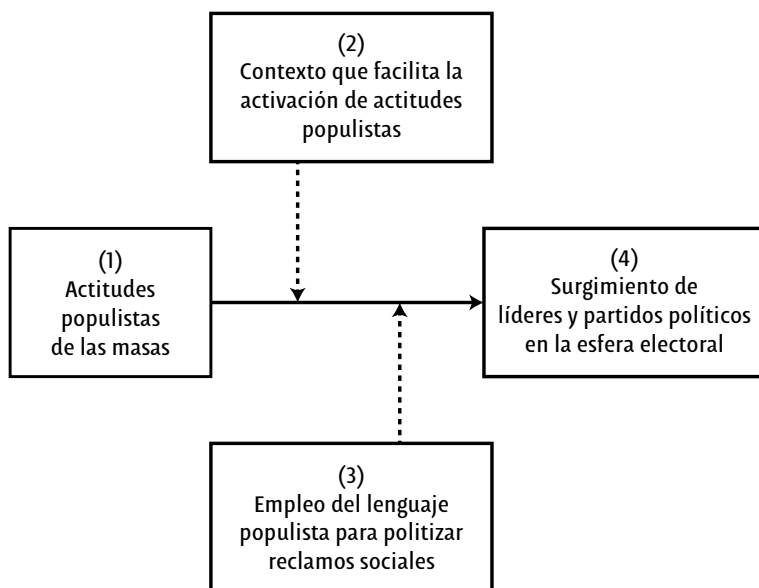 (2)
Contexto que facilita la
activación de actitudes
populistas
(1)
Actitudes
populistas
de las masas
(4)
Surgimiento de
líderes y partidos políticos
en la esfera electoral
(3)
Empleo del lenguaje
populista para politizar
reclamos sociales